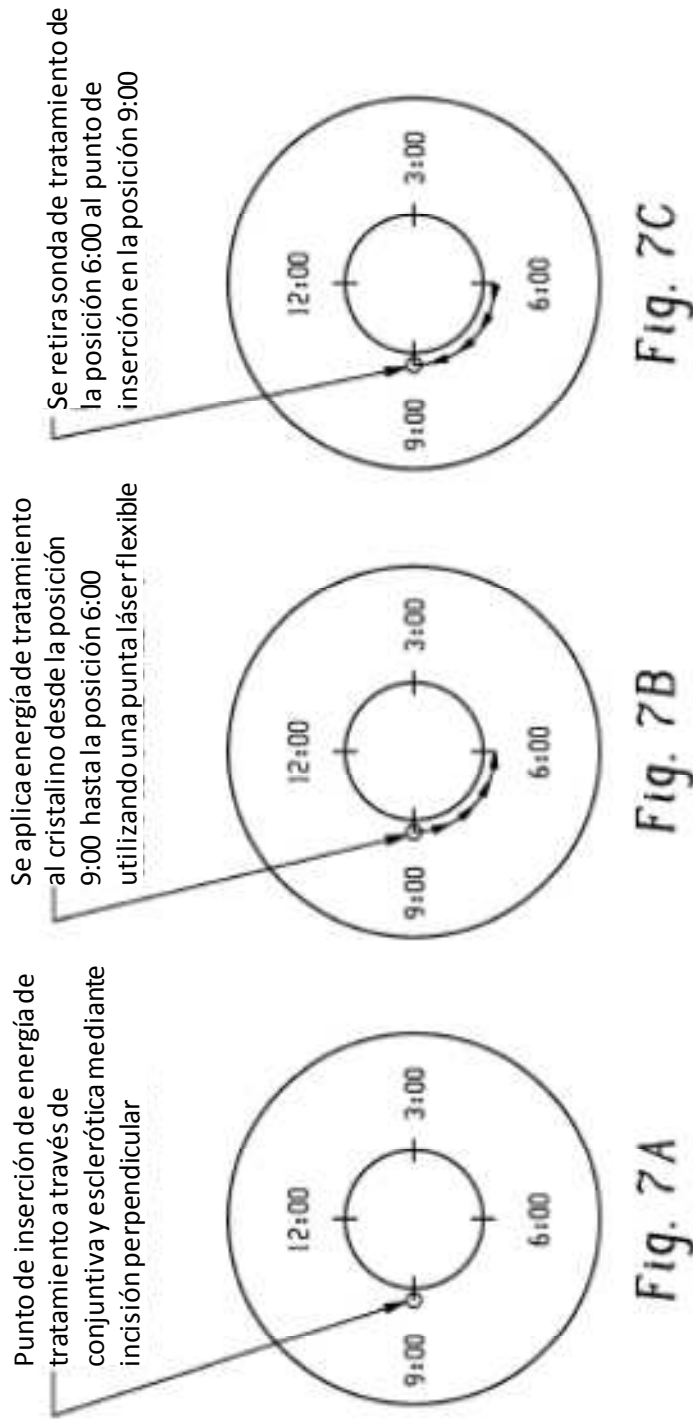 Punto de inserción de energía de
tratamiento a través de
conjuntiva y esclerótica mediante
incisión perpendicular
12:00
9:00
3:00
6:00
Fig. 7A
Se aplica energía de tratamiento
al cristalino desde la posición
9:00 hasta la posición 6:00
utilizando una punta láser flexible
12:00
9:00
3:00
6:00
Fig. 7B
Se retira sonda de tratamiento de
la posición 6:00 al punto de
inserción en la posición 9:00
12:00
9:00
3:00
6:00
Fig. 7C